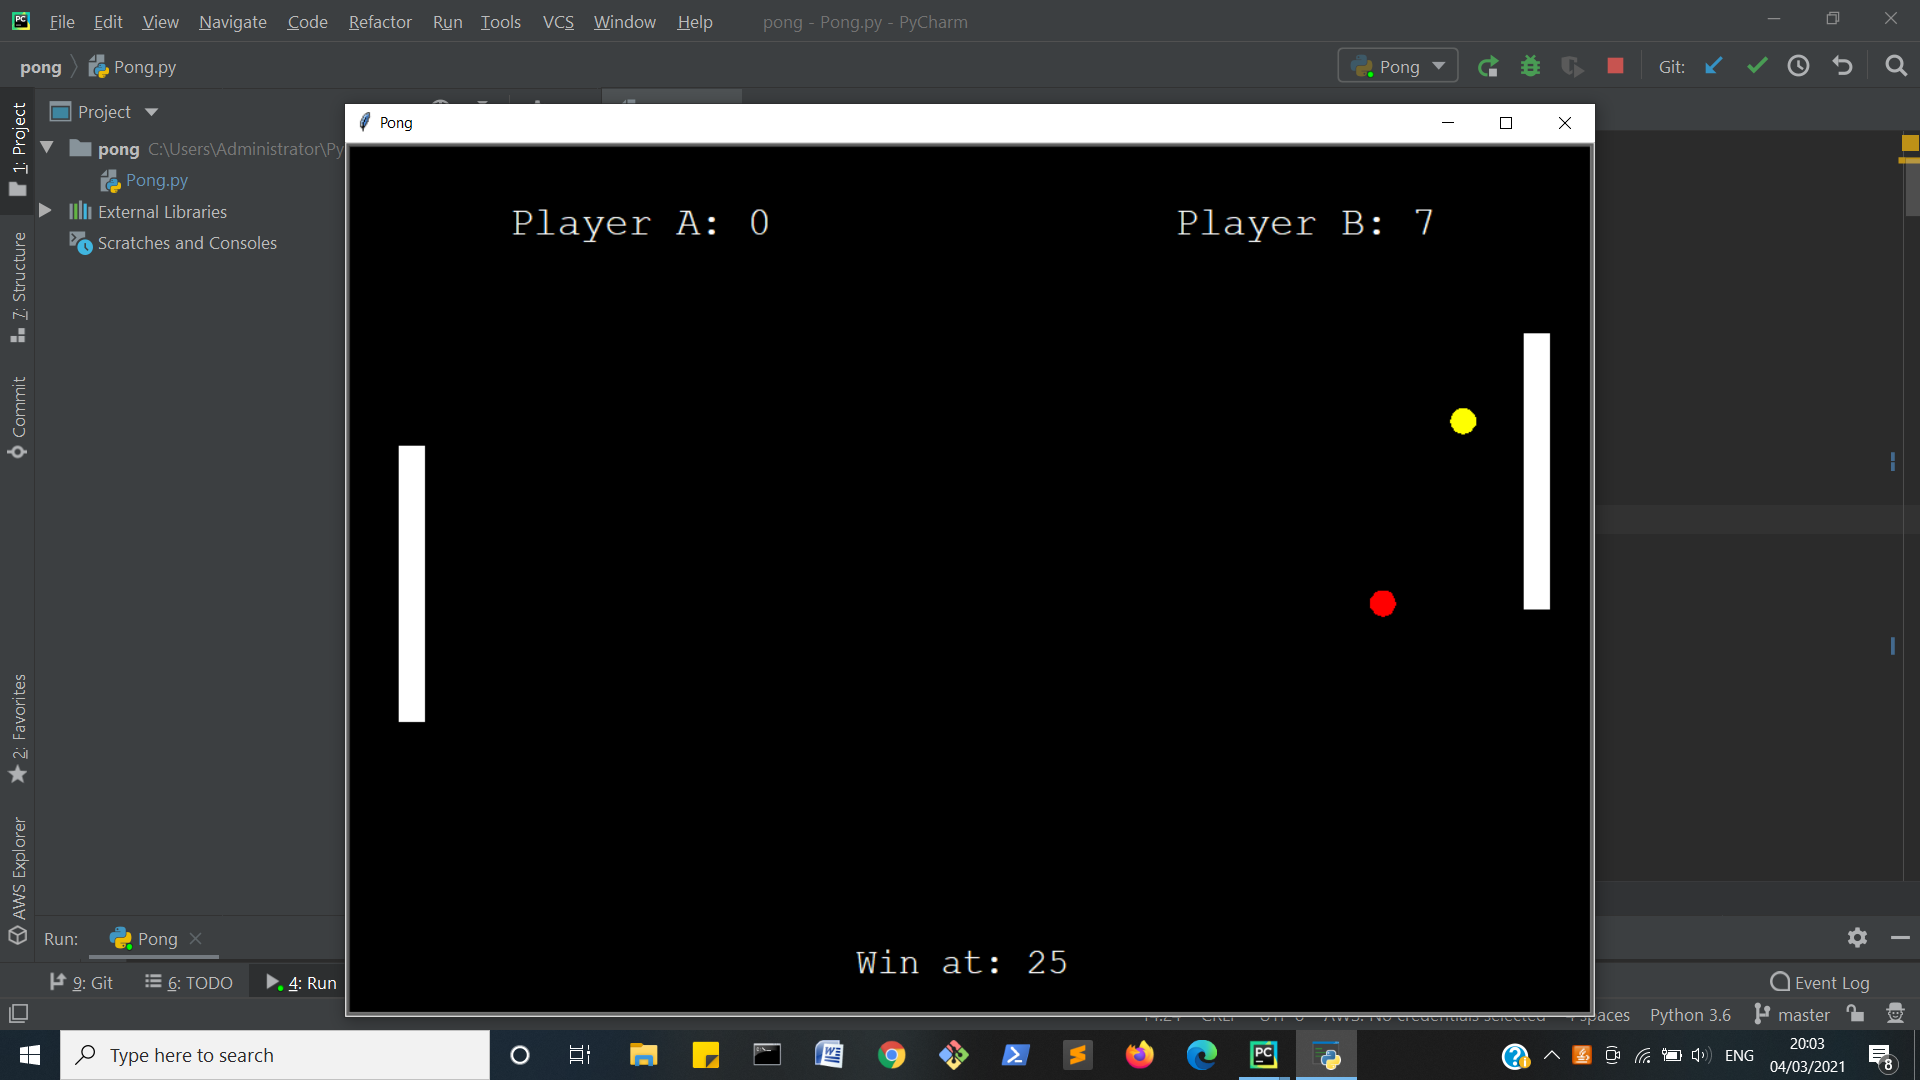 File Edit View Navigate Code Refactor Run Tools VCS Window Help pong - Pong.py - PyCharm
pong Pong.py Pong Git:
Project
1: Project
7: Structure
Commit
2: Favorites
AWS Explorer
pong C:\Users\Administrator\Py
Pong.py
External Libraries
Scratches and Consoles
Pong
Player A: 0 Player B: 7
Win at: 25
Run: Pong
9: Git 6: TODO 4: Run Event Log
spaces Python 3.6 master
Type here to search
PC
ENG
20:03
04/03/2021
8